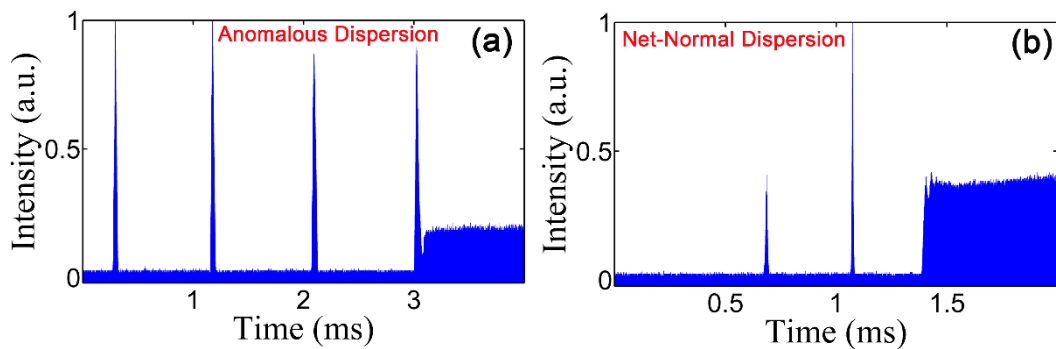 Anomalous Dispersion
(a)
1
0.5
0
Intensity (a.u.)
1
2
3
Time (ms)
Net-Normal Dispersion
(b)
1
0.5
0
Intensity (a.u.)
0.5
1
1.5
Time (ms)